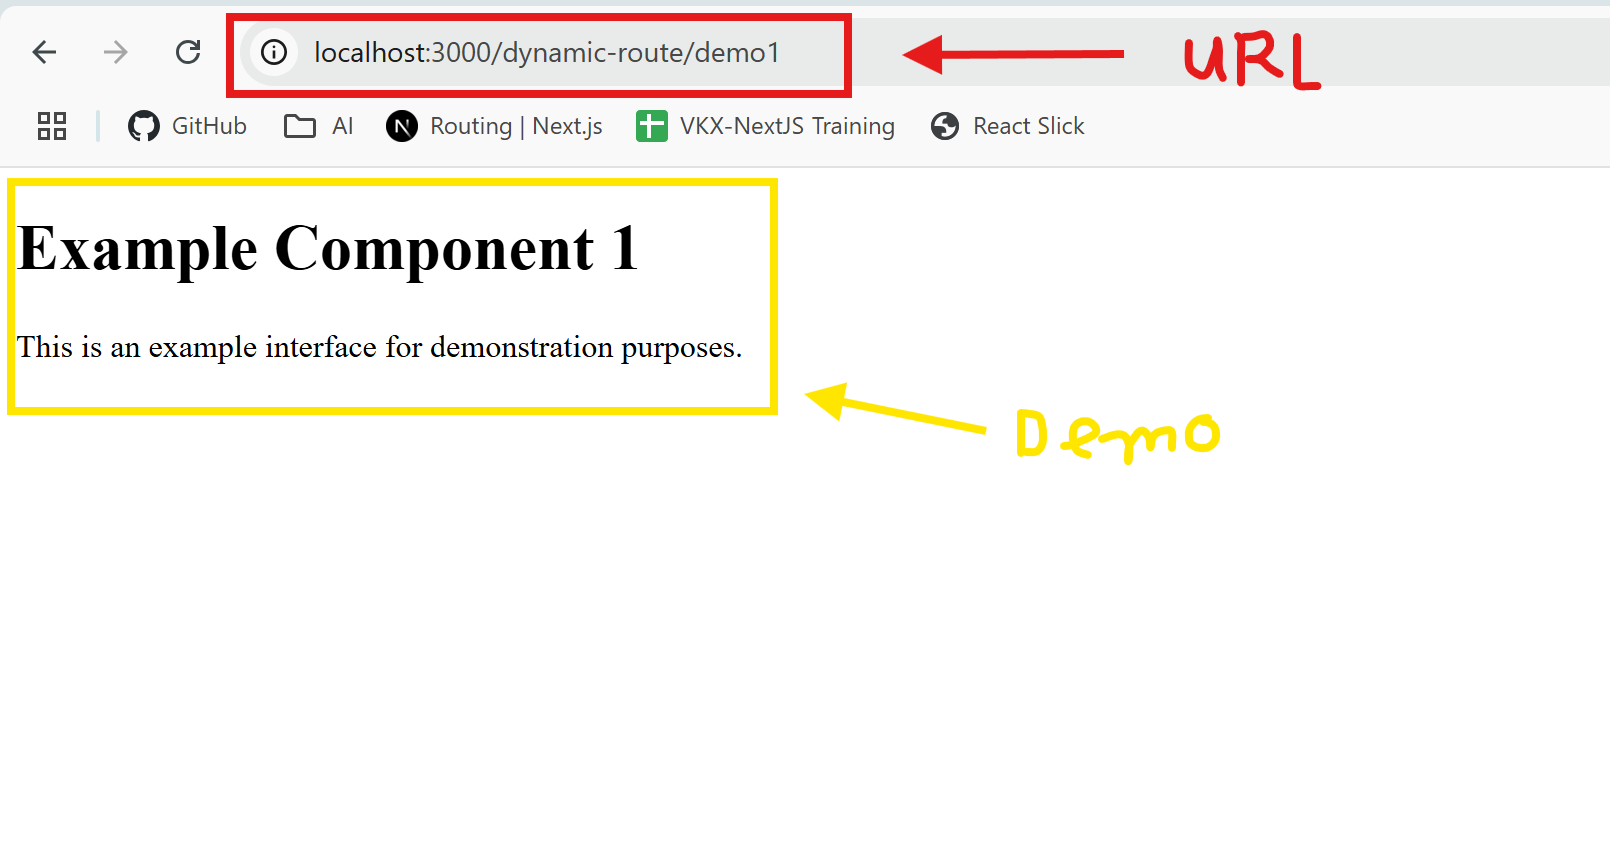 localhost:3000/dynamic-route/demo1
URL
GitHub
AI
Routing | Next.js
VKX-NextJS Training
React Slick
Example Component 1
This is an example interface for demonstration purposes.
Demo